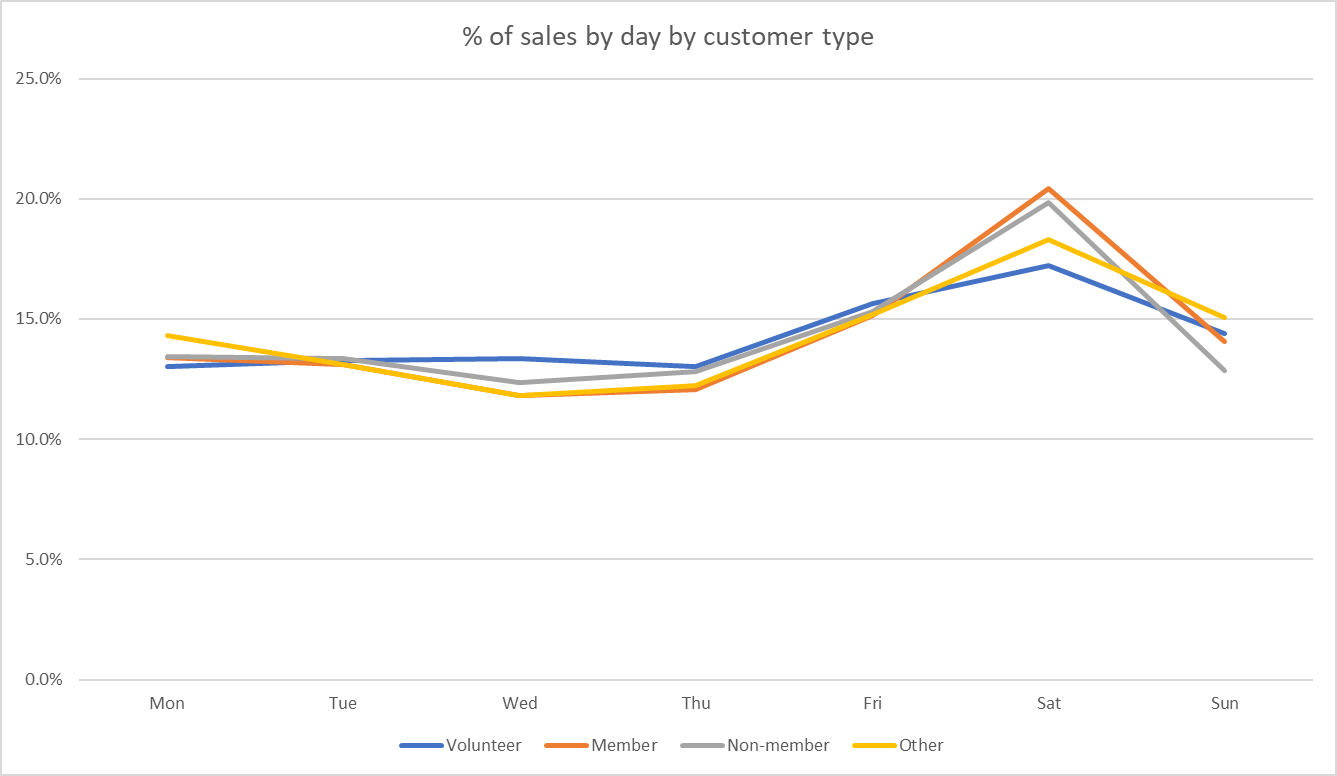 % of sales by day by customer type
25.0%
20.0%
15.0%
10.0%
5.0%
0.0%
Mon Tue Wed Thu Fri Sat Sun
Volunteer Member Non-member Other